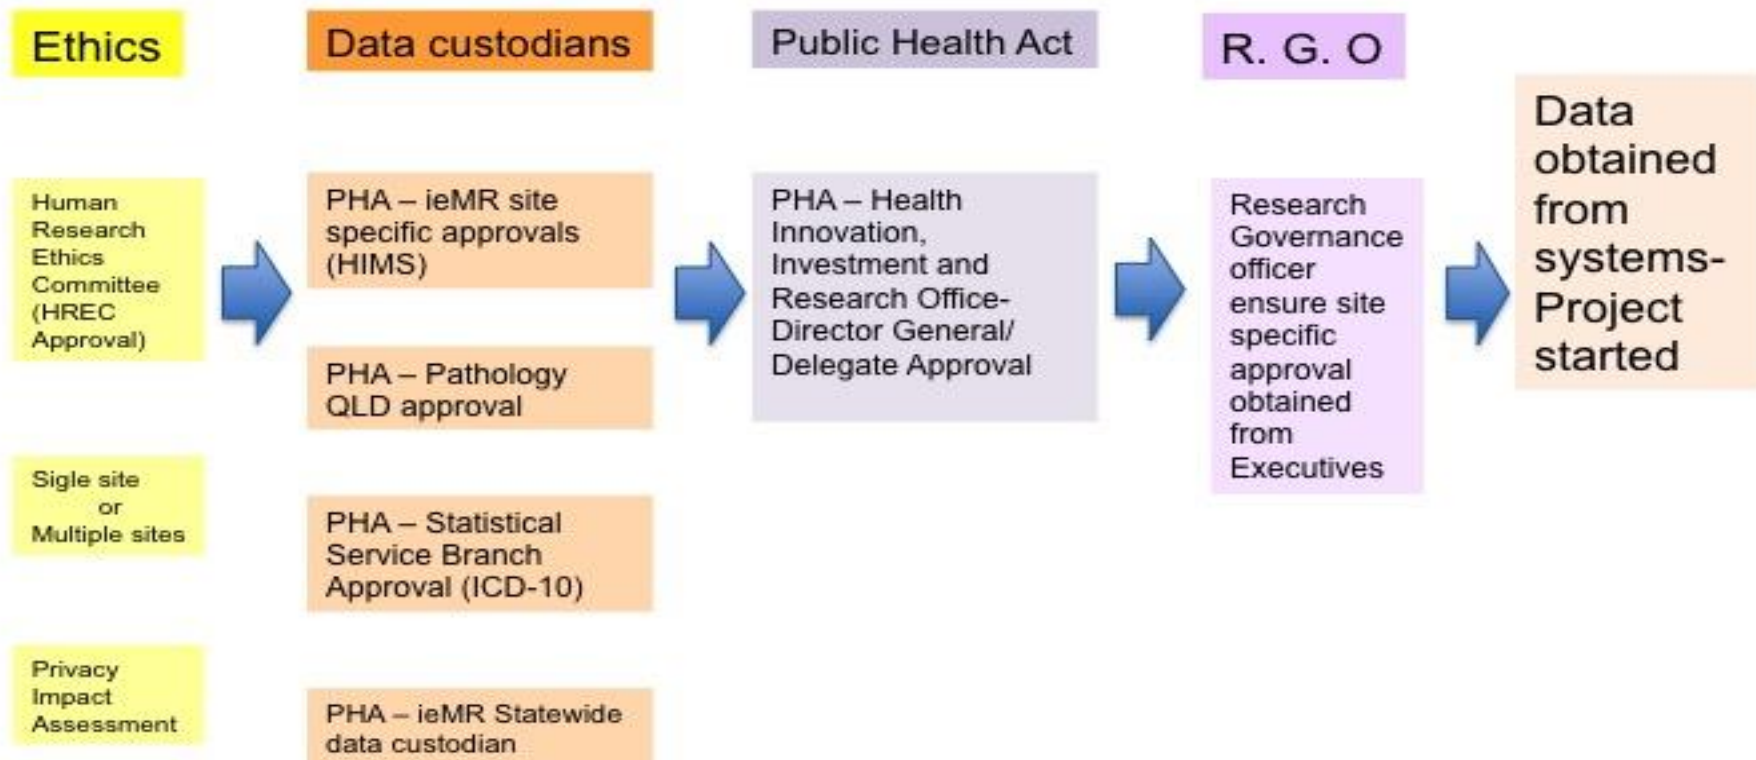 Ethics
Human
Research
Ethics
Committee
(HREC
Approval)
Sigle site
or
Multiple sites
Privacy
Impact
Assessment
Data custodians
PHA – ieMR site
specific approvals
(HIMS)
PHA – Pathology
QLD approval
PHA – Statistical
Service Branch
Approval (ICD-10)
PHA – ieMR Statewide
data custodian
Public Health Act
PHA – Health
Innovation,
Investment and
Research Office-
Director General/
Delegate Approval
R. G. O
Research
Governance
officer
ensure site
specific
approval
obtained
from
Executives
Data
obtained
from
systems-
Project
started